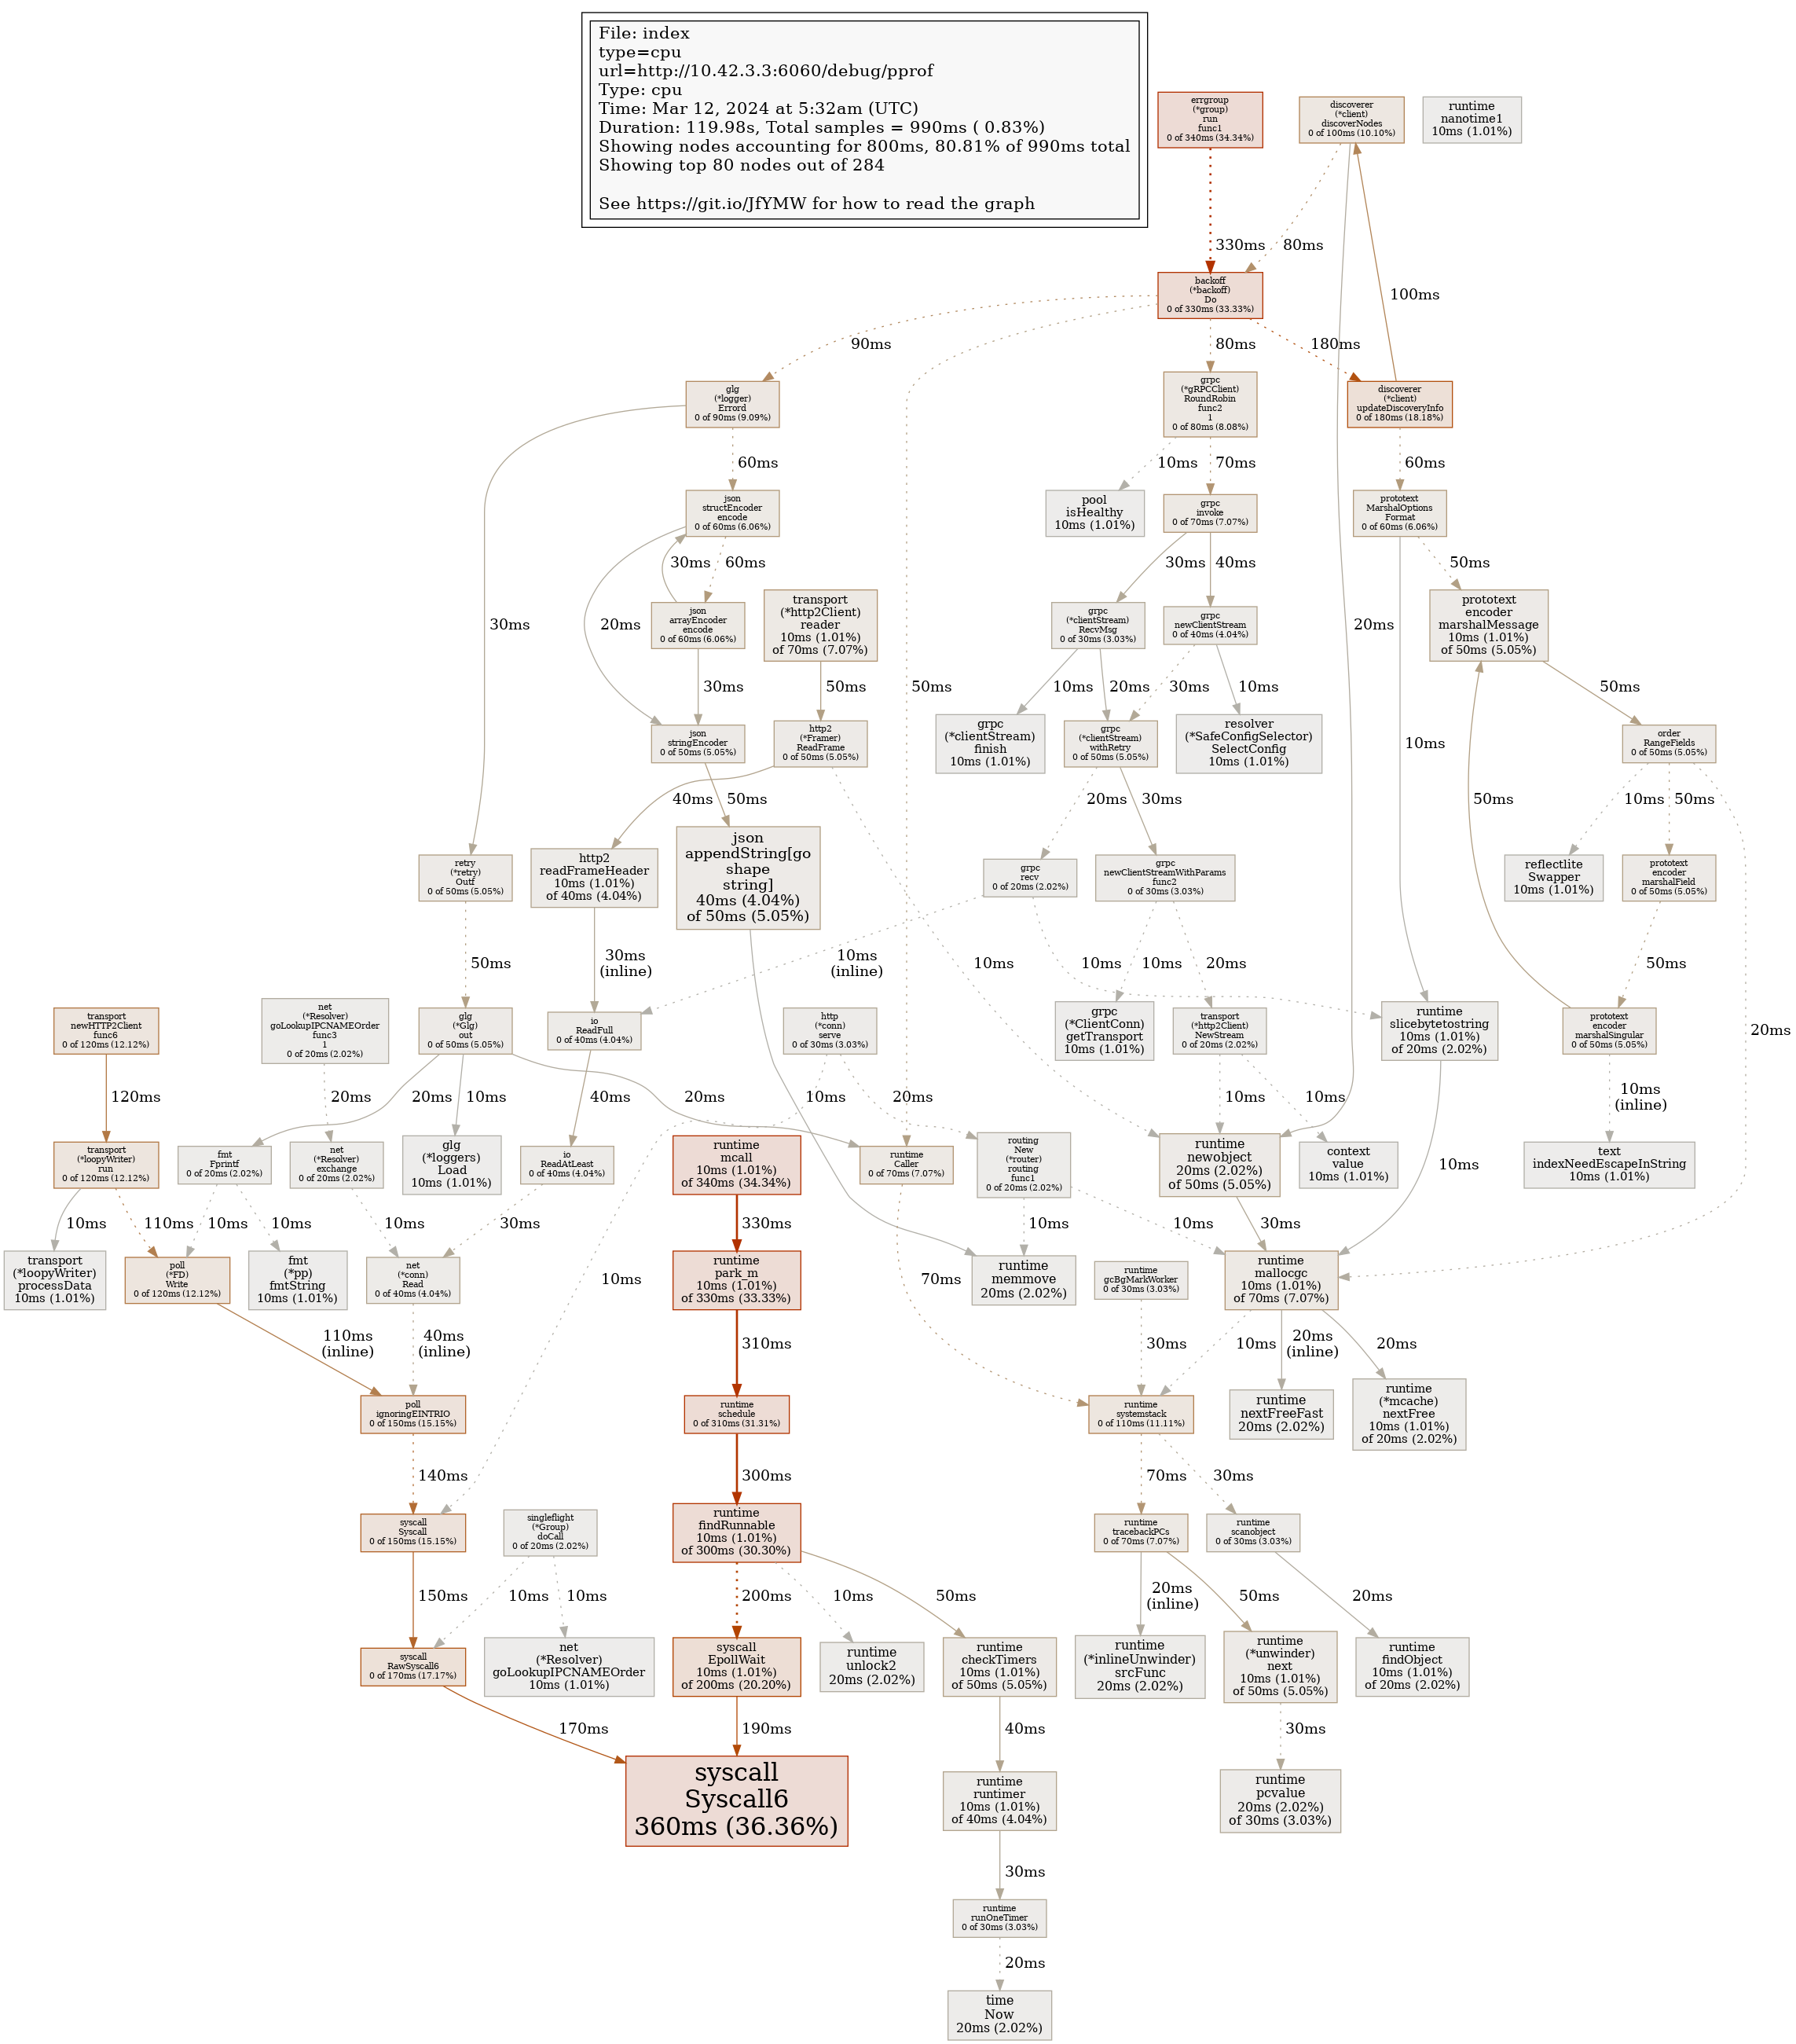 File: index
type=cpu
url=http://10.42.3.3:6060/debug/pprof
Type: cpu
Time: Mar 12, 2024 at 5:32am (UTC)
Duration: 119.98s, Total samples = 990ms ( 0.83%)
Showing nodes accounting for 800ms, 80.81% of 990ms total
Showing top 80 nodes out of 284
See https://git.io/JfYMW for how to read the graph
errgroup
(*group)
run
func1
0 of 340ms (34.34%)
discoverer
(*client)
discoverNodes
0 of 100ms (10.10%)
runtime
nanotime1
10ms (1.01%)
330ms
80ms
backoff
(*backoff)
Do
0 of 330ms (33.33%)
100ms
90ms
80ms
180ms
glg
(*logger)
Errord
0 of 90ms (9.09%)
grpc
(*gRPCClient)
RoundRobin
func2
1
0 of 80ms (8.08%)
discoverer
(*client)
updateDiscoveryInfo
0 of 180ms (18.18%)
60ms
10ms
70ms
60ms
json
structEncoder
encode
0 of 60ms (6.06%)
pool
isHealthy
10ms (1.01%)
grpc
invoke
0 of 70ms (7.07%)
prototext
MarshalOptions
Format
0 of 60ms (6.06%)
30ms
60ms
30ms
40ms
50ms
30ms
20ms
json
arrayEncoder
encode
0 of 60ms (6.06%)
transport
(*http2Client)
reader
10ms (1.01%)
of 70ms (7.07%)
grpc
(*clientStream)
RecvMsg
0 of 30ms (3.03%)
grpc
newClientStream
0 of 40ms (4.04%)
20ms
prototext
encoder
marshalMessage
10ms (1.01%)
of 50ms (5.05%)
30ms
50ms
50ms
10ms
20ms
30ms
10ms
50ms
json
stringEncoder
0 of 50ms (5.05%)
http2
(*Framer)
ReadFrame
0 of 50ms (5.05%)
grpc
(*clientStream)
finish
10ms (1.01%)
grpc
(*clientStream)
withRetry
0 of 50ms (5.05%)
resolver
(*SafeConfigSelector)
SelectConfig
10ms (1.01%)
10ms
order
RangeFields
0 of 50ms (5.05%)
40ms
50ms
20ms
30ms
50ms
10ms
50ms
retry
(*retry)
Outf
0 of 50ms (5.05%)
http2
readFrameHeader
10ms (1.01%)
of 40ms (4.04%)
json
appendString[go
shape
string]
40ms (4.04%)
of 50ms (5.05%)
grpc
recv
0 of 20ms (2.02%)
grpc
newClientStreamWithParams
func2
0 of 30ms (3.03%)
reflectlite
Swapper
10ms (1.01%)
prototext
encoder
marshalField
0 of 50ms (5.05%)
50ms
30ms
(inline)
10ms
(inline)
10ms
10ms
10ms
20ms
50ms
transport
newHTTP2Client
func6
0 of 120ms (12.12%)
net
(*Resolver)
goLookupIPCNAMEOrder
func3
1
0 of 20ms (2.02%)
glg
(*Glg)
out
0 of 50ms (5.05%)
io
ReadFull
0 of 40ms (4.04%)
http
(*conn)
serve
0 of 30ms (3.03%)
grpc
(*ClientConn)
getTransport
10ms (1.01%)
transport
(*http2Client)
NewStream
0 of 20ms (2.02%)
runtime
slicebytetostring
10ms (1.01%)
of 20ms (2.02%)
prototext
encoder
marshalSingular
0 of 50ms (5.05%)
20ms
120ms
20ms
20ms
10ms
20ms
40ms
10ms
20ms
10ms
10ms
10ms
(inline)
transport
(*loopyWriter)
run
0 of 120ms (12.12%)
fmt
Fprintf
0 of 20ms (2.02%)
net
(*Resolver)
exchange
0 of 20ms (2.02%)
glg
(*loggers)
Load
10ms (1.01%)
io
ReadAtLeast
0 of 40ms (4.04%)
runtime
mcall
10ms (1.01%)
of 340ms (34.34%)
runtime
Caller
0 of 70ms (7.07%)
routing
New
(*router)
routing
func1
0 of 20ms (2.02%)
runtime
newobject
20ms (2.02%)
of 50ms (5.05%)
context
value
10ms (1.01%)
10ms
text
indexNeedEscapeInString
10ms (1.01%)
10ms
110ms
10ms
10ms
10ms
30ms
330ms
10ms
10ms
30ms
transport
(*loopyWriter)
processData
10ms (1.01%)
poll
(*FD)
Write
0 of 120ms (12.12%)
fmt
(*pp)
fmtString
10ms (1.01%)
net
(*conn)
Read
0 of 40ms (4.04%)
10ms
runtime
park_m
10ms (1.01%)
of 330ms (33.33%)
70ms
runtime
memmove
20ms (2.02%)
runtime
gcBgMarkWorker
0 of 30ms (3.03%)
runtime
mallocgc
10ms (1.01%)
of 70ms (7.07%)
110ms
(inline)
40ms
(inline)
310ms
30ms
10ms
20ms
(inline)
20ms
poll
ignoringEINTRIO
0 of 150ms (15.15%)
runtime
schedule
0 of 310ms (31.31%)
runtime
systemstack
0 of 110ms (11.11%)
runtime
nextFreeFast
20ms (2.02%)
runtime
(*mcache)
nextFree
10ms (1.01%)
of 20ms (2.02%)
140ms
300ms
70ms
30ms
syscall
Syscall
0 of 150ms (15.15%)
singleflight
(*Group)
doCall
0 of 20ms (2.02%)
runtime
findRunnable
10ms (1.01%)
of 300ms (30.30%)
runtime
tracebackPCs
0 of 70ms (7.07%)
runtime
scanobject
0 of 30ms (3.03%)
150ms
10ms
10ms
200ms
10ms
50ms
20ms
(inline)
50ms
20ms
syscall
RawSyscall6
0 of 170ms (17.17%)
net
(*Resolver)
goLookupIPCNAMEOrder
10ms (1.01%)
syscall
EpollWait
10ms (1.01%)
of 200ms (20.20%)
runtime
unlock2
20ms (2.02%)
runtime
checkTimers
10ms (1.01%)
of 50ms (5.05%)
runtime
(*inlineUnwinder)
srcFunc
20ms (2.02%)
runtime
(*unwinder)
next
10ms (1.01%)
of 50ms (5.05%)
runtime
findObject
10ms (1.01%)
of 20ms (2.02%)
170ms
190ms
40ms
30ms
syscall
Syscall6
360ms (36.36%)
runtime
runtimer
10ms (1.01%)
of 40ms (4.04%)
runtime
pcvalue
20ms (2.02%)
of 30ms (3.03%)
30ms
runtime
runOneTimer
0 of 30ms (3.03%)
20ms
time
Now
20ms (2.02%)